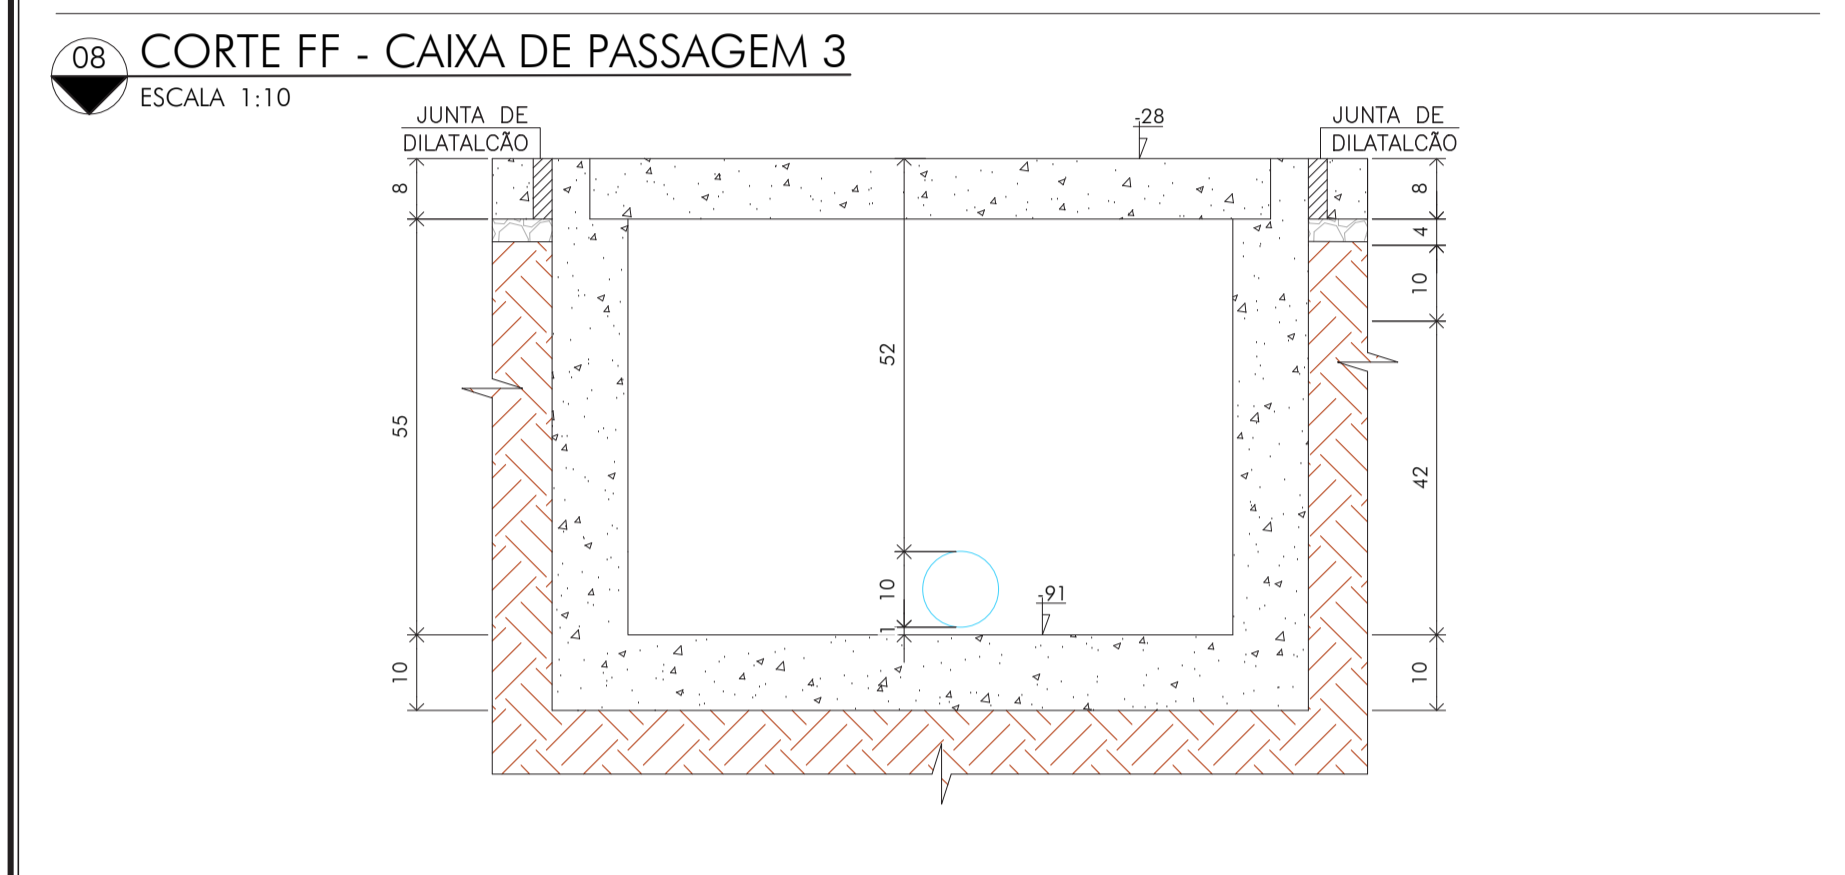 08
CORTE FF - CAIXA DE PASSAGEM 3
ESCALA 1:10
JUNTA DE
DILATALCÃO
-28
JUNTA DE
DILATALCÃO
8
8
4
10
52
55
42
10
-91
1
10
10